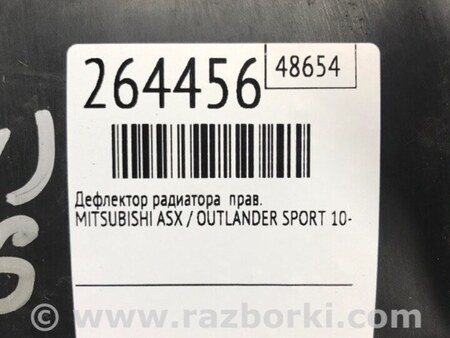 264456
48654
Дефлектор радиатора прав.
MITSUBISHI ASX / OUTLANDER SPORT 10-
© www.razborki.com